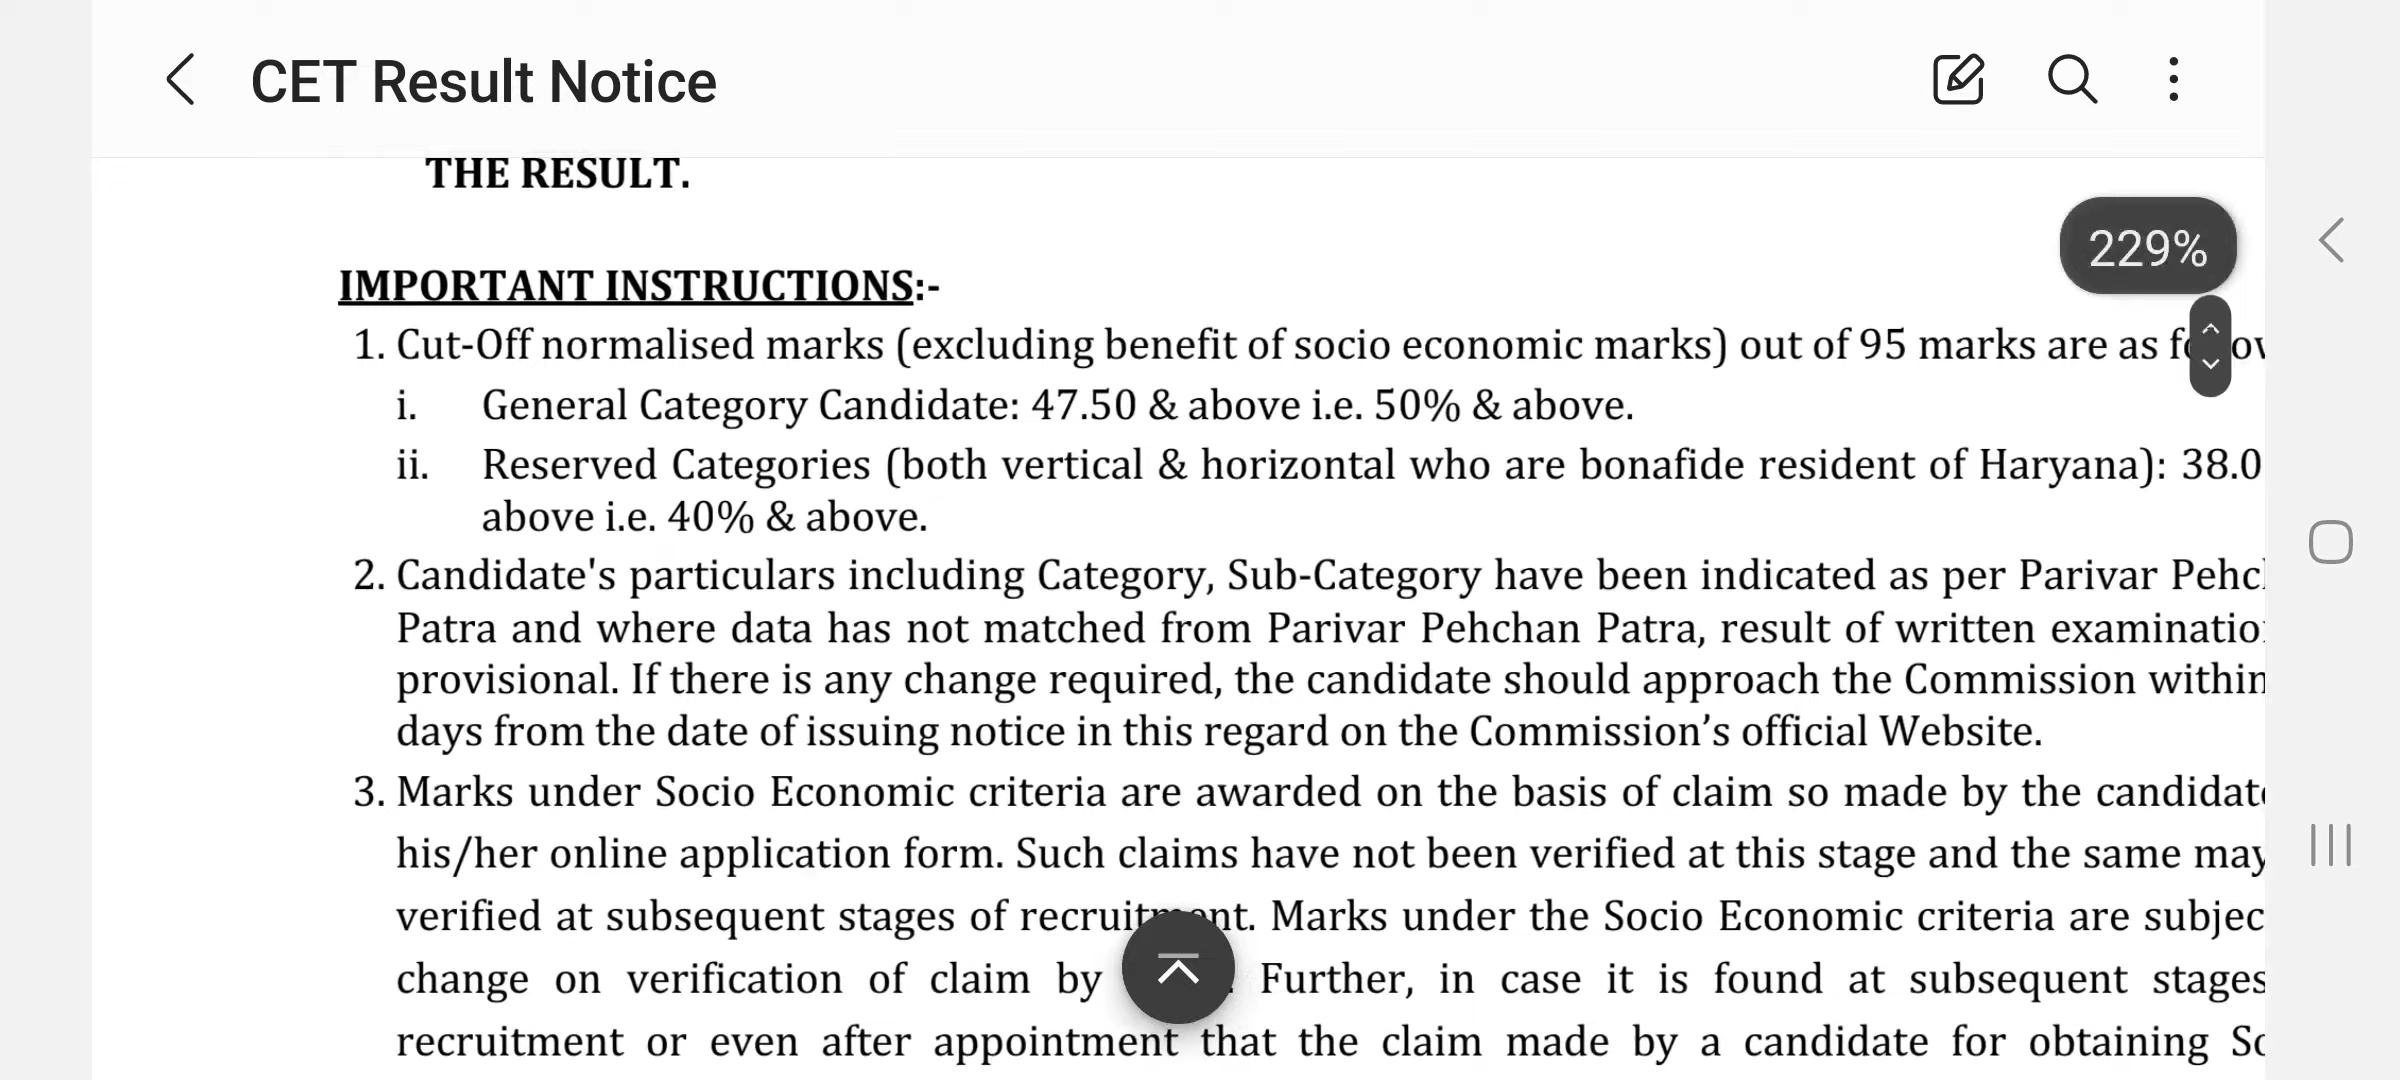 CET Result Notice
THE RESULT.
229%
IMPORTANT INSTRUCTIONS:-
1. Cut-Off normalised marks (excluding benefit of socio economic marks) out of 95 marks are as
i. General Category Candidate: 47.50 & above i.e. 50% & above.
ii. Reserved Categories (both vertical & horizontal who are bonafide resident of Haryana): 38.0
above i.e. 40% & above.
2. Candidate's particulars including Category, Sub-Category have been indicated as per Parivar
Patra and where data has not matched from Parivar Pehchan Patra, result of written
provisional. If there is any change required, the candidate should approach the Commission within
days from the date of issuing notice in this regard on the Commission’s official Website.
3. Marks under Socio Economic criteria are awarded on the basis of claim so made by the
his/her online application form. Such claims have not been verified at this stage and the same may
verified at subsequent stages of recruitment. Marks under the Socio Economic criteria are
change on verification of claim by Further, in case it is found at subsequent stages
recruitment or even after appointment that the claim made by a candidate for obtaining